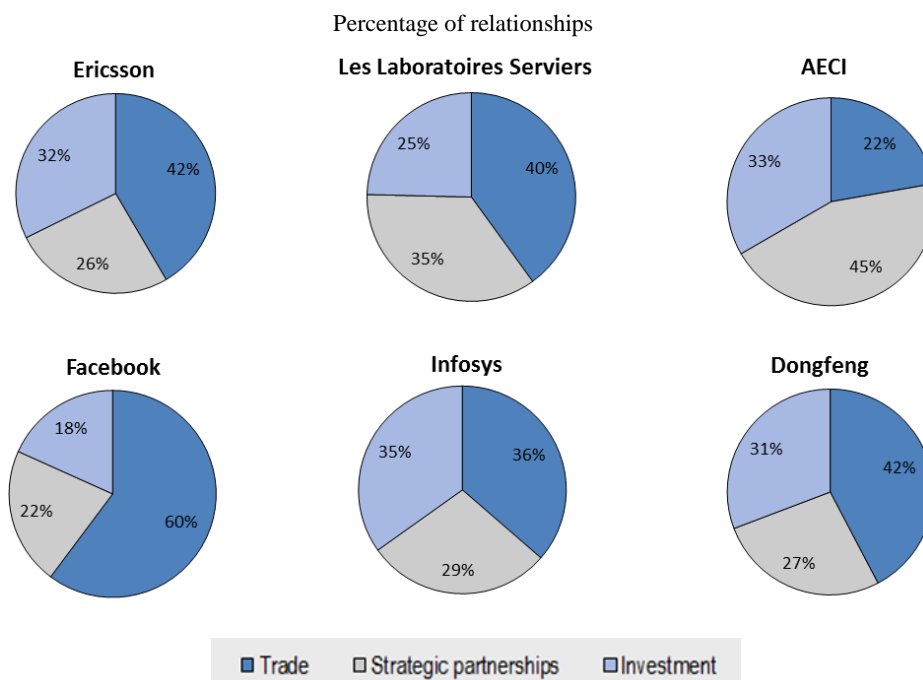 Percentage of relationships
Ericsson
Les Laboratoires Serviers
AECI
32%
42%
26%
25%
40%
35%
33%
22%
45%
Facebook
Infosys
Dongfeng
18%
22%
60%
35%
36%
29%
31%
42%
27%
Trade Strategic partnerships Investment